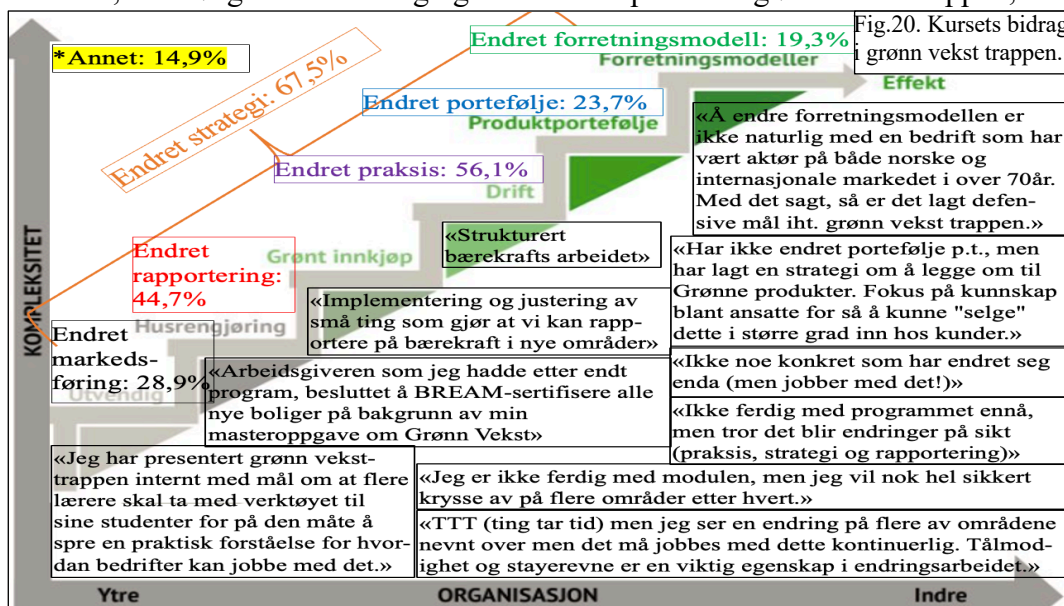 Fig.20. Kursets bidrag
i grønn vekst trappen.
*Annet: 14,9%
Endret strategi: 67,5%
Endret forretningsmodell: 19,3%
Forretningsmodeller
Effekt
Endret portefølje: 23,7%
Produktportefølje
Endret praksis: 56,1%
Drift
Endret
rapportering:
44,7%
Grønt innkjøp
Husrengjøring
Endret
markeds-
føring: 28,9%
Utvendig
KOMPLEKSITET
«Å endre forretningsmodellen er
ikke naturlig med en bedrift som har
vært aktør på både norske og
internasjonale markedet i over 70år.
Med det sagt, så er det lagt defen-
sive mål iht. grønn vekst trappen.»
«Strukturert
bærekrafts arbeidet»
«Har ikke endret portefølje p.t., men
har lagt en strategi om å legge om til
Grønne produkter. Fokus på kunnskap
blant ansatte for så å kunne "selge"
dette i større grad inn hos kunder.»
«Implementering og justering av
små ting som gjør at vi kan rapp-
ortere på bærekraft i nye områder»
«Arbeidsgiveren som jeg hadde etter endt
program, besluttet å BREAM-sertifisere alle
nye boliger på bakgrunn av min
masteroppgave om Grønn Vekst»
«Ikke noe konkret som har endret seg
enda (men jobber med det!)»
«Ikke ferdig med programmet ennå,
men tror det blir endringer på sikt
(praksis, strategi og rapportering)»
«Jeg har presentert grønn vekst-
trappen internt med mål om at flere
lærere skal ta med verktøyet til
sine studenter for på den måte å
spre en praktisk forståelse for hvor-
dan bedrifter kan jobbe med det.»
«Jeg er ikke ferdig med modulen, men jeg vil nok hel sikkert
krysse av på flere områder etter hvert.»
«TTT (ting tar tid) men jeg ser en endring på flere av områdene
nevnt over men det må jobbes med dette kontinuerlig. Tålmod-
ighet og stayerevne er en viktig egenskap i endringsarbeidet.»
Ytre
ORGANISASJON
Indre